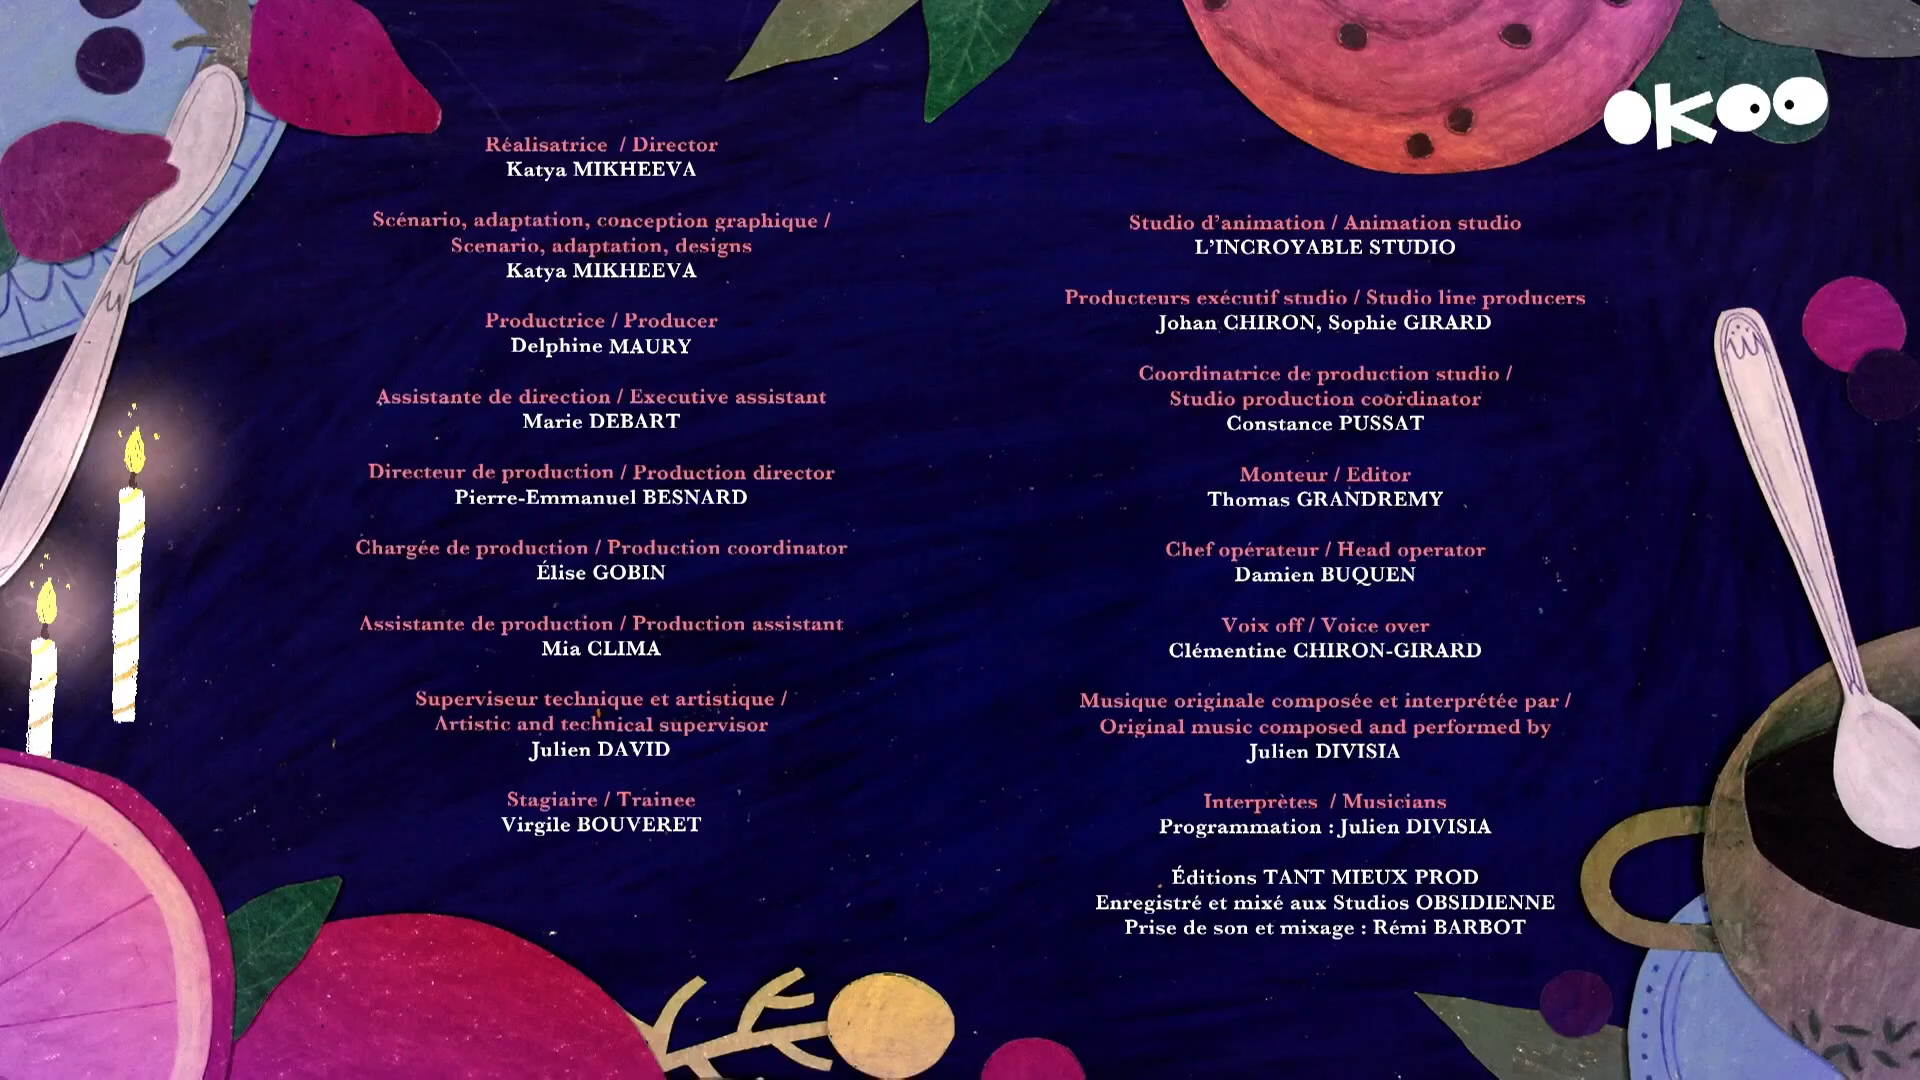 Réalisatrice / Director
Katya MIKHEEVA
Scénario, adaptation, conception graphique /
Scenario, adaptation, designs
Katya MIKHEEVA
Productrice / Producer
Delphine MAURY
Assistante de direction / Executive assistant
Marie DEBART
Directeur de production / Production director
Pierre-Emmanuel BESNARD
Chargée de production / Production coordinator
Élise GOBIN
Assistante de production / Production assistant
Mia CLIMA
Superviseur technique et artistique /
Artistic and technical supervisor
Julien DAVID
Stagiaire / Trainee
Virgile BOUVERET
OKOO
Studio d'animation / Animation studio
L'INCROYABLE STUDIO
Producteurs exécutif studio / Studio line producers
Johan CHIRON, Sophie GIRARD
Coordinatrice de production studio /
Studio production coordinator
Constance PUSSAT
Monteur / Editor
Thomas GRANDREMY
Chef opérateur / Head operator
Damien BUQUEN
Voix off / Voice over
Clémentine CHIRON-GIRARD
Musique originale composée et interprétée par /
Original music composed and performed by
Julien DIVISIA
Interprètes / Musicians
Programmation : Julien DIVISIA
Éditions TANT MIEUX PROD
Enregistré et mixé aux Studios OBSIDIENNE
Prise de son et mixage : Rémi BARBOT